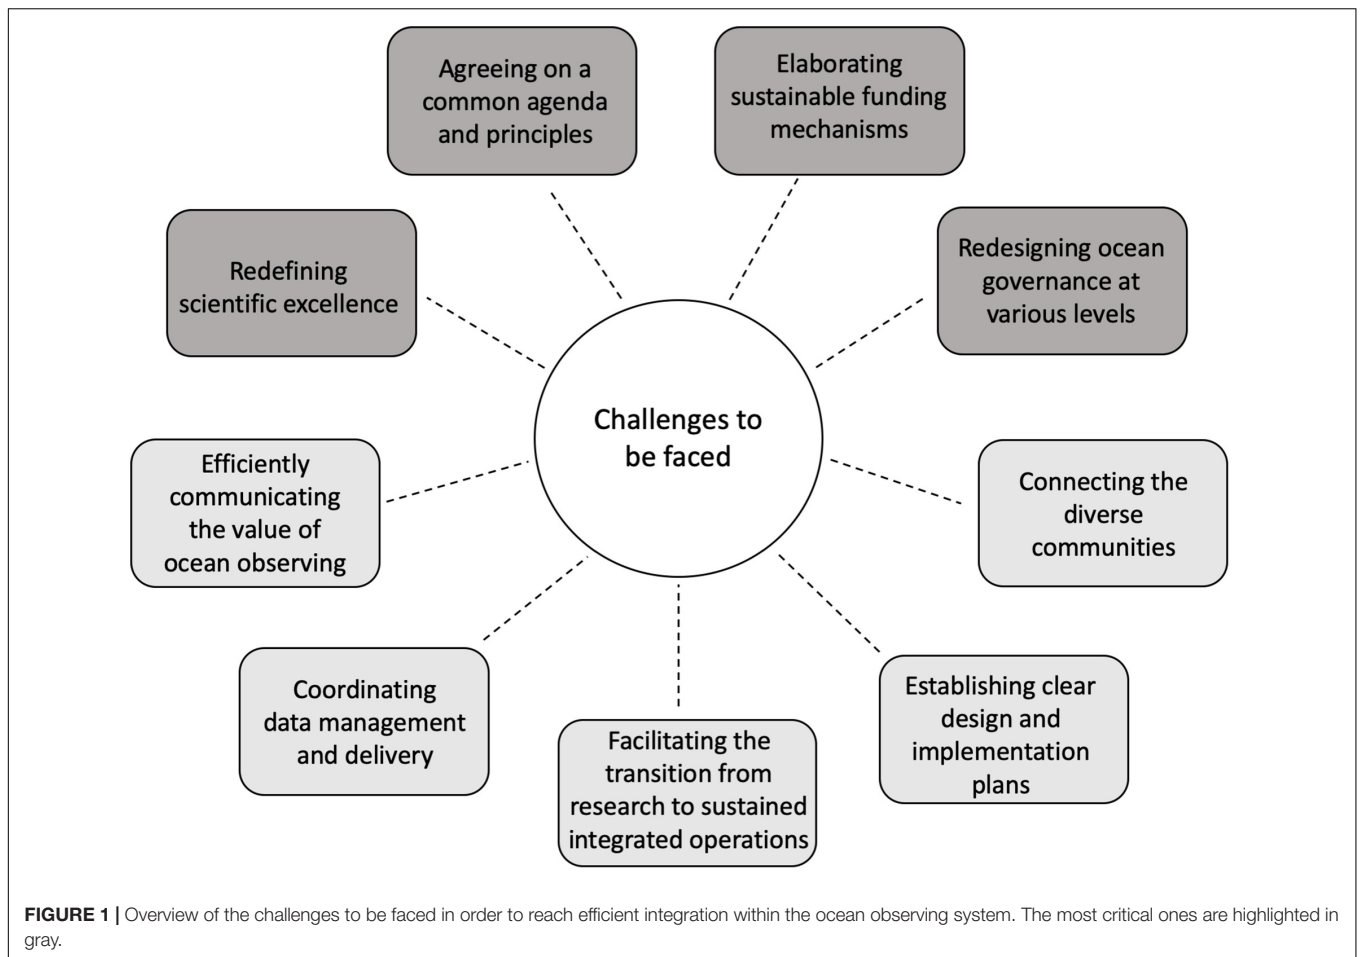 Agreeing on a
common agenda
and principles
Elaborating
sustainable funding
mechanisms
Redefining
scientific excellence
Redesigning ocean
governance at
various levels
Challenges to
be faced
Efficiently
communicating
the value of
ocean observing
Connecting the
diverse
communities
Coordinating
data management
and delivery
Facilitating the
transition from
research to sustained
integrated operations
Establishing clear
design and
implementation
plans
FIGURE 1 | Overview of the challenges to be faced in order to reach efficient integration within the ocean observing system. The most critical ones are highlighted in
gray.